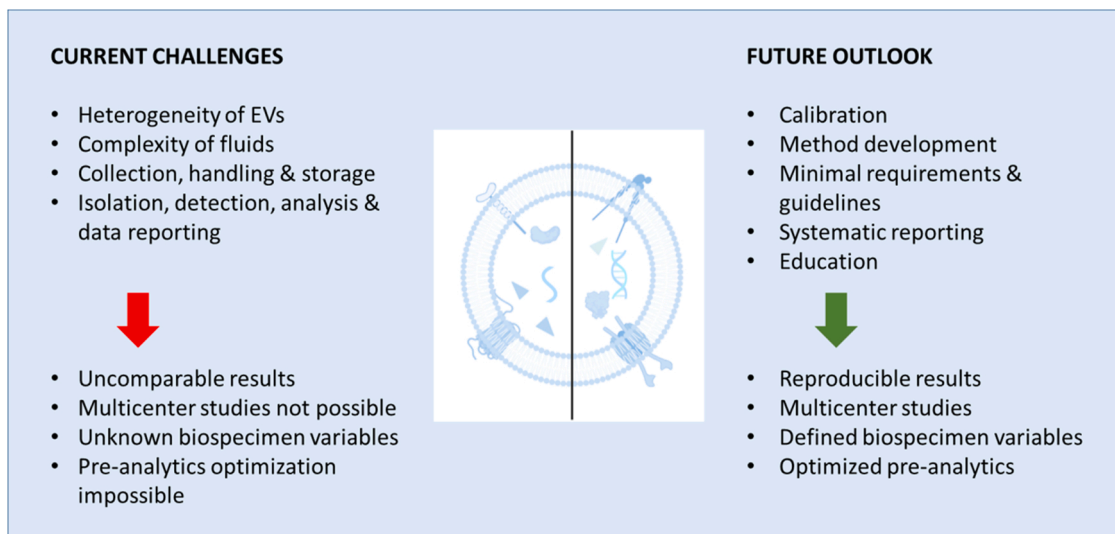 CURRENT CHALLENGES
• Heterogeneity of EVs
• Complexity of fluids
• Collection, handling & storage
• Isolation, detection, analysis &
data reporting
• Uncomparable results
• Multicenter studies not possible
• Unknown biospecimen variables
• Pre-analytics optimization
impossible
FUTURE OUTLOOK
• Calibration
• Method development
• Minimal requirements &
guidelines
• Systematic reporting
• Education
• Reproducible results
• Multicenter studies
• Defined biospecimen variables
• Optimized pre-analytics